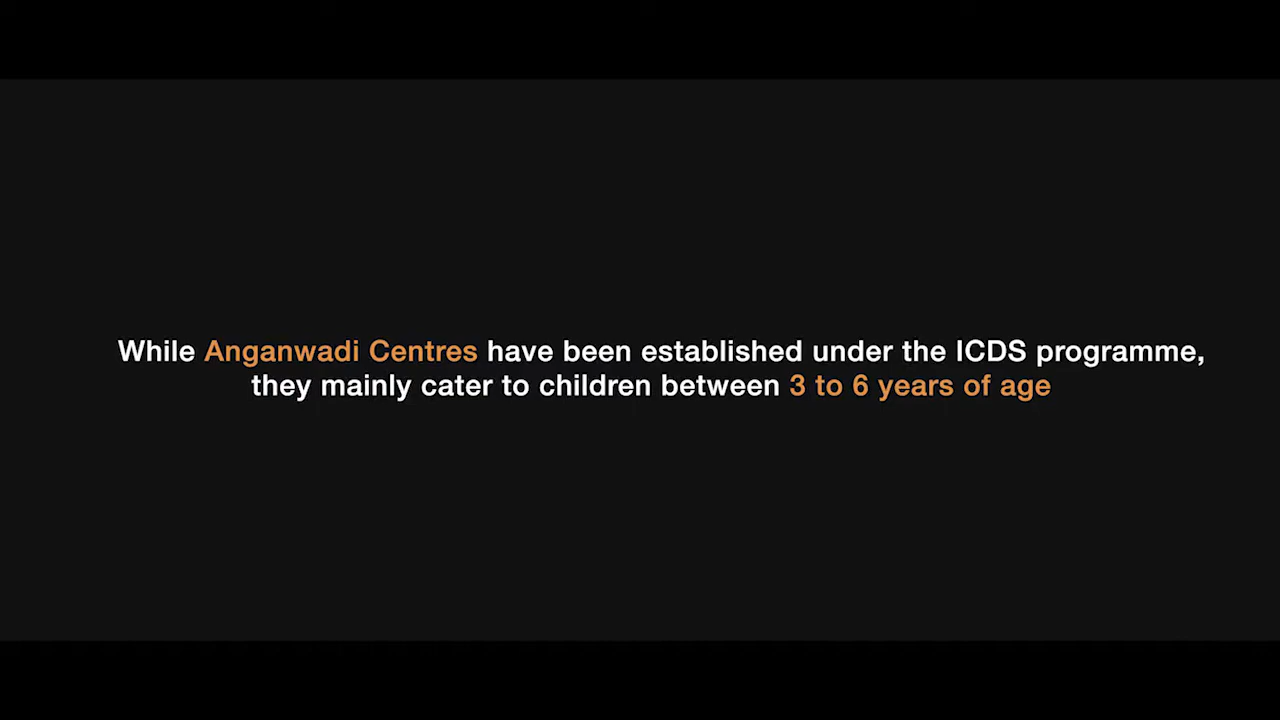 While Anganwadi Centres have been established under the ICDS programme,
they mainly cater to children between 3 to 6 years of age